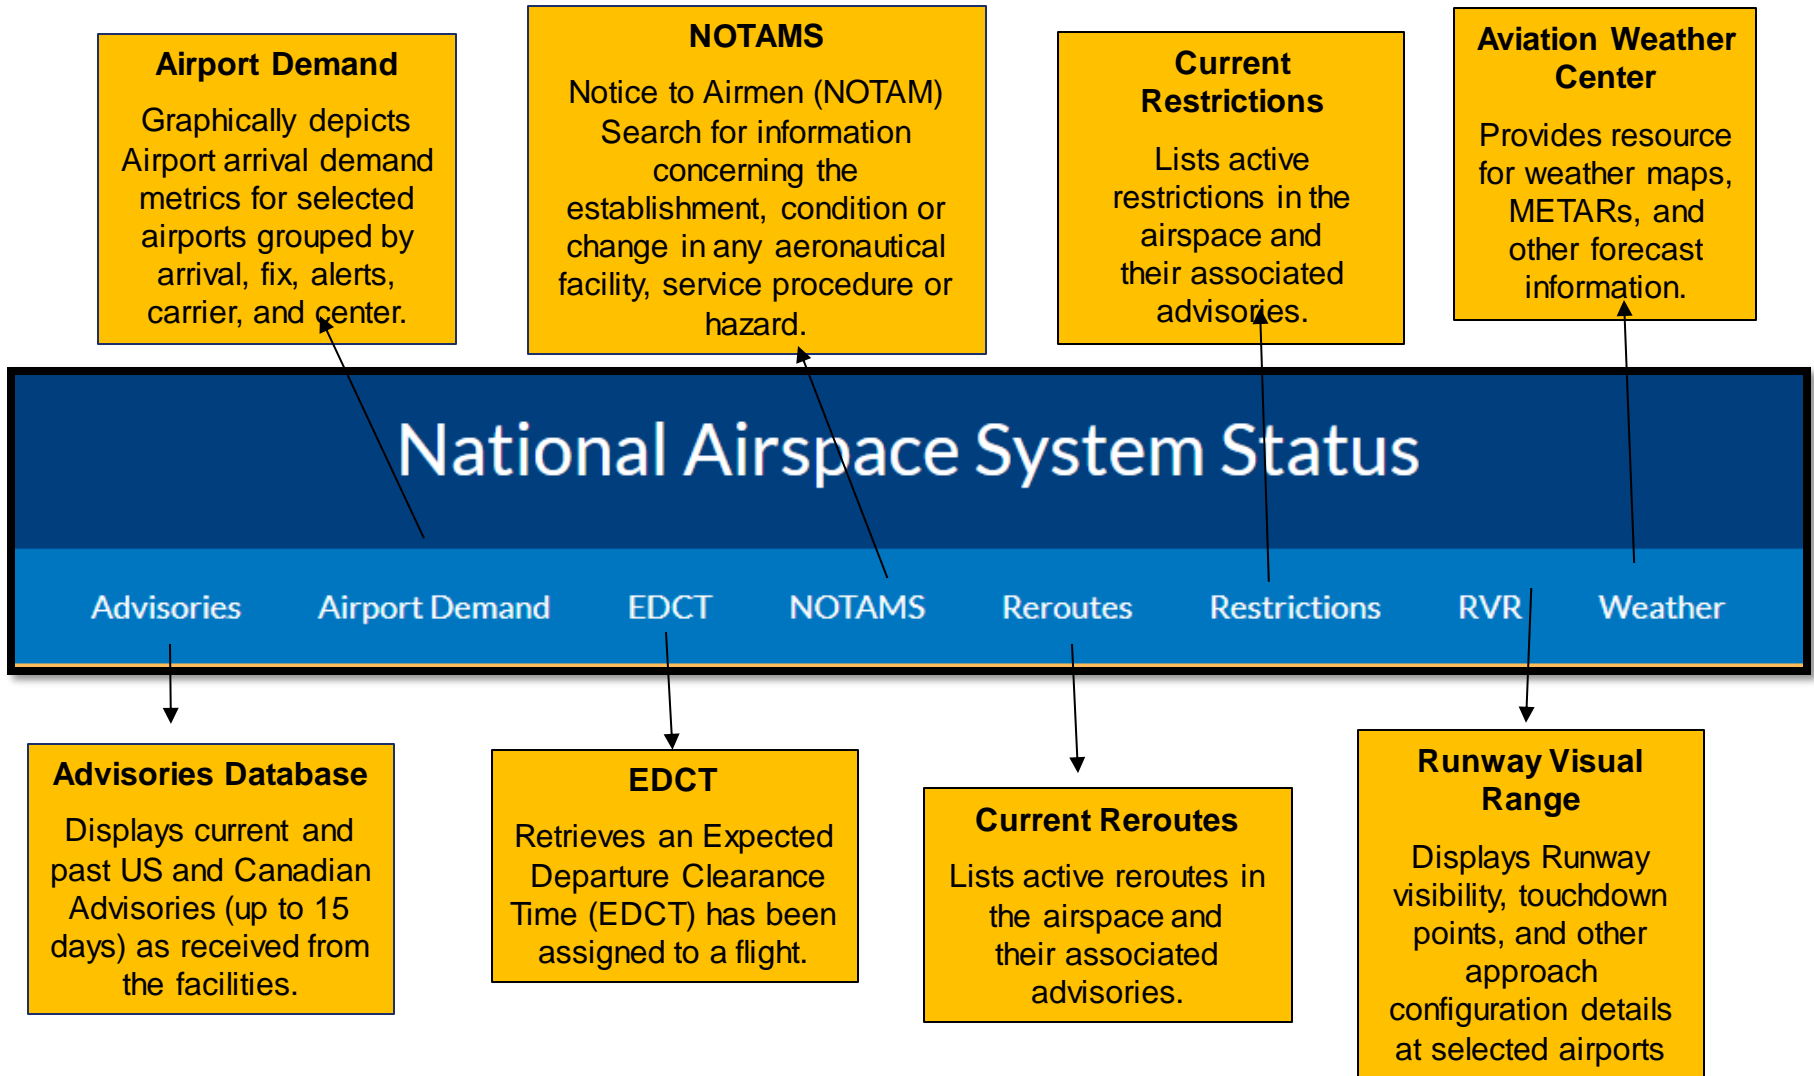 Airport Demand
Graphically depicts
Airport arrival demand
metrics for selected
airports grouped by
arrival, fix, alerts,
carrier, and center.
NOTAMS
Notice to Airmen (NOTAM)
Search for information
concerning the
establishment, condition or
change in any aeronautical
facility, service procedure or
hazard.
Current
Restrictions
Lists active
restrictions in the
airspace and
their associated
advisories.
Aviation Weather
Center
Provides resource
for weather maps,
METARs, and
other forecast
information.
National Airspace System Status
Advisories Airport Demand EDCT NOTAMS Reroutes Restrictions RVR Weather
Advisories Database
Displays current and
past US and Canadian
Advisories (up to 15
days) as received from
the facilities.
EDCT
Retrieves an Expected
Departure Clearance
Time (EDCT) has been
assigned to a flight.
Current Reroutes
Lists active reroutes in
the airspace and
their associated
advisories.
Runway Visual
Range
Displays Runway
visibility, touchdown
points, and other
approach
configuration details
at selected airports